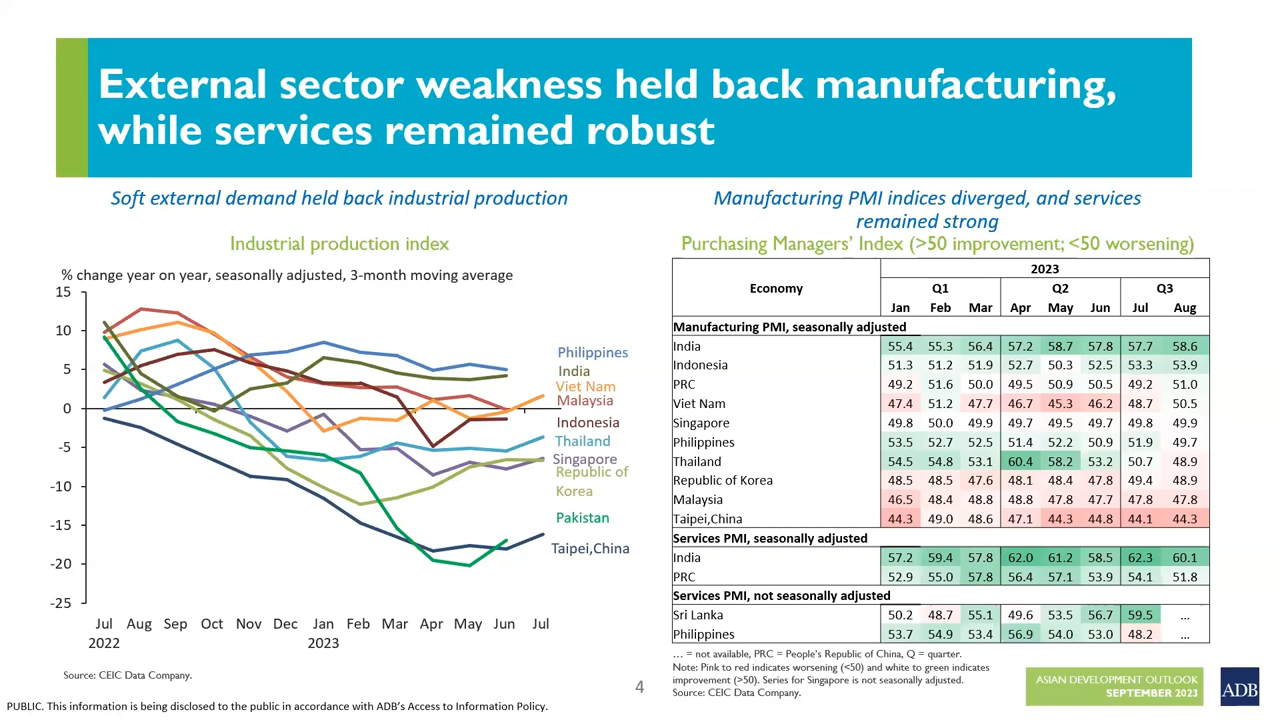 External sector weakness held back manufacturing,
while services remained robust
Soft external demand held back industrial production
Industrial production index
% change year on year, seasonally adjusted, 3-month moving average
15
10
5
0
-5
-10
-15
-20
-25
Jul Aug Sep Oct Nov Dec Jan Feb Mar Apr May Jun Jul
2022 2023
Philippines
India
Viet Nam
Malaysia
Indonesia
Thailand
Singapore
Republic of
Korea
Pakistan
Taipei,China
Source: CEIC Data Company.
Manufacturing PMI indices diverged, and services
remained strong
Purchasing Managers’ Index (>50 improvement; <50 worsening)
2023
Economy Q1 Q2 Q3
Jan Feb Mar Apr May Jun Jul Aug
Manufacturing PMI, seasonally adjusted
India 55.4 55.3 56.4 57.2 58.7 57.8 57.7 58.6
Indonesia 51.3 51.2 51.9 52.7 50.3 52.5 53.3 53.9
PRC 49.2 51.6 50.0 49.5 50.9 50.5 49.2 51.0
Viet Nam 47.4 51.2 47.7 46.7 45.3 46.2 48.7 50.5
Singapore 49.8 50.0 49.9 49.7 49.5 49.7 49.8 49.9
Philippines 53.5 52.7 52.5 51.4 52.2 50.9 51.9 49.7
Thailand 54.5 54.8 53.1 60.4 58.2 53.2 50.7 48.9
Republic of Korea 48.5 48.5 47.6 48.1 48.4 47.8 49.4 48.9
Malaysia 46.5 48.4 48.8 48.8 47.8 47.7 47.8 47.8
Taipei,China 44.3 49.0 48.6 47.1 44.3 44.8 44.1 44.3
Services PMI, seasonally adjusted
India 57.2 59.4 57.8 62.0 61.2 58.5 62.3 60.1
PRC 52.9 55.0 57.8 56.4 57.1 53.9 54.1 51.8
Services PMI, not seasonally adjusted
Sri Lanka 50.2 48.7 55.1 49.6 53.5 56.7 59.5 …
Philippines 53.7 54.9 53.4 56.9 54.0 53.0 48.2 …
… = not available, PRC = People’s Republic of China, Q = quarter.
Note: Pink to red indicates worsening (<50) and white to green indicates
improvement (>50). Series for Singapore is not seasonally adjusted.
Source: CEIC Data Company.
4
ASIAN DEVELOPMENT OUTLOOK
SEPTEMBER 2023
ADB
PUBLIC. This information is being disclosed to the public in accordance with ADB’s Access to Information Policy.